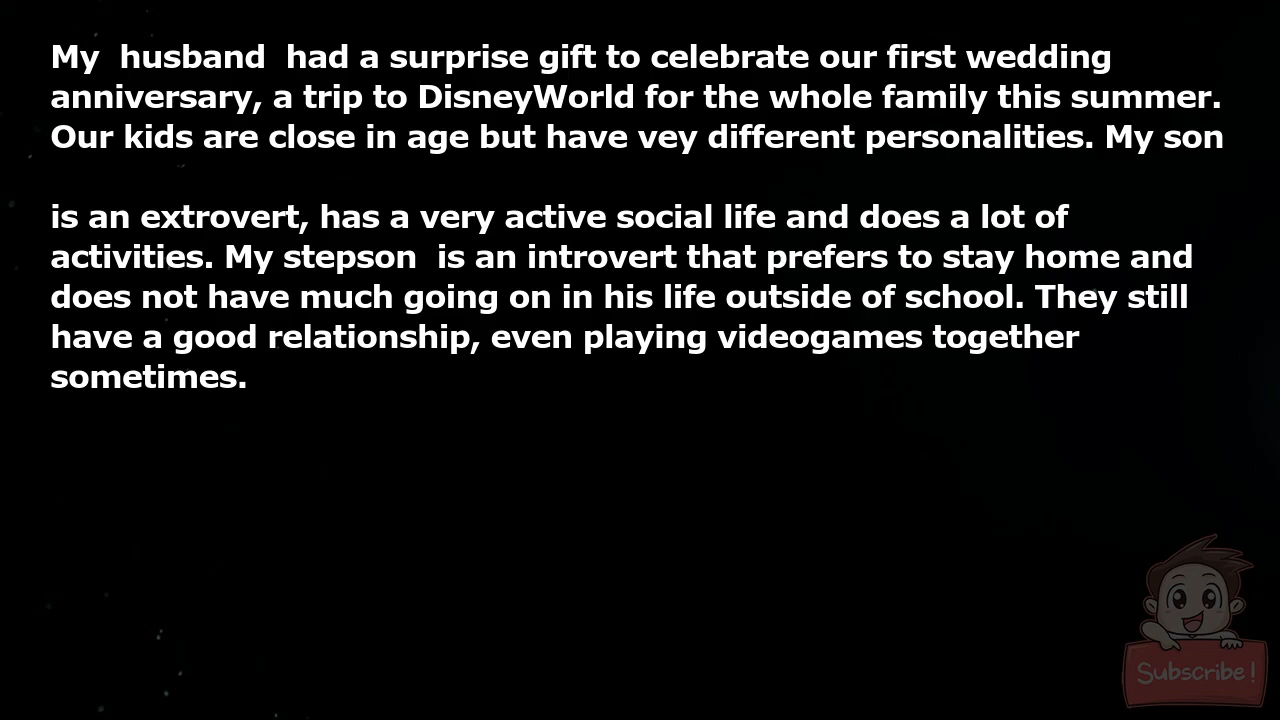 My  husband  had a surprise gift to celebrate our first wedding
anniversary, a trip to DisneyWorld for the whole family this summer.
Our kids are close in age but have vey different personalities. My son
is an extrovert, has a very active social life and does a lot of
activities. My stepson  is an introvert that prefers to stay home and
does not have much going on in his life outside of school. They still
have a good relationship, even playing videogames together
sometimes.
Subscribe!